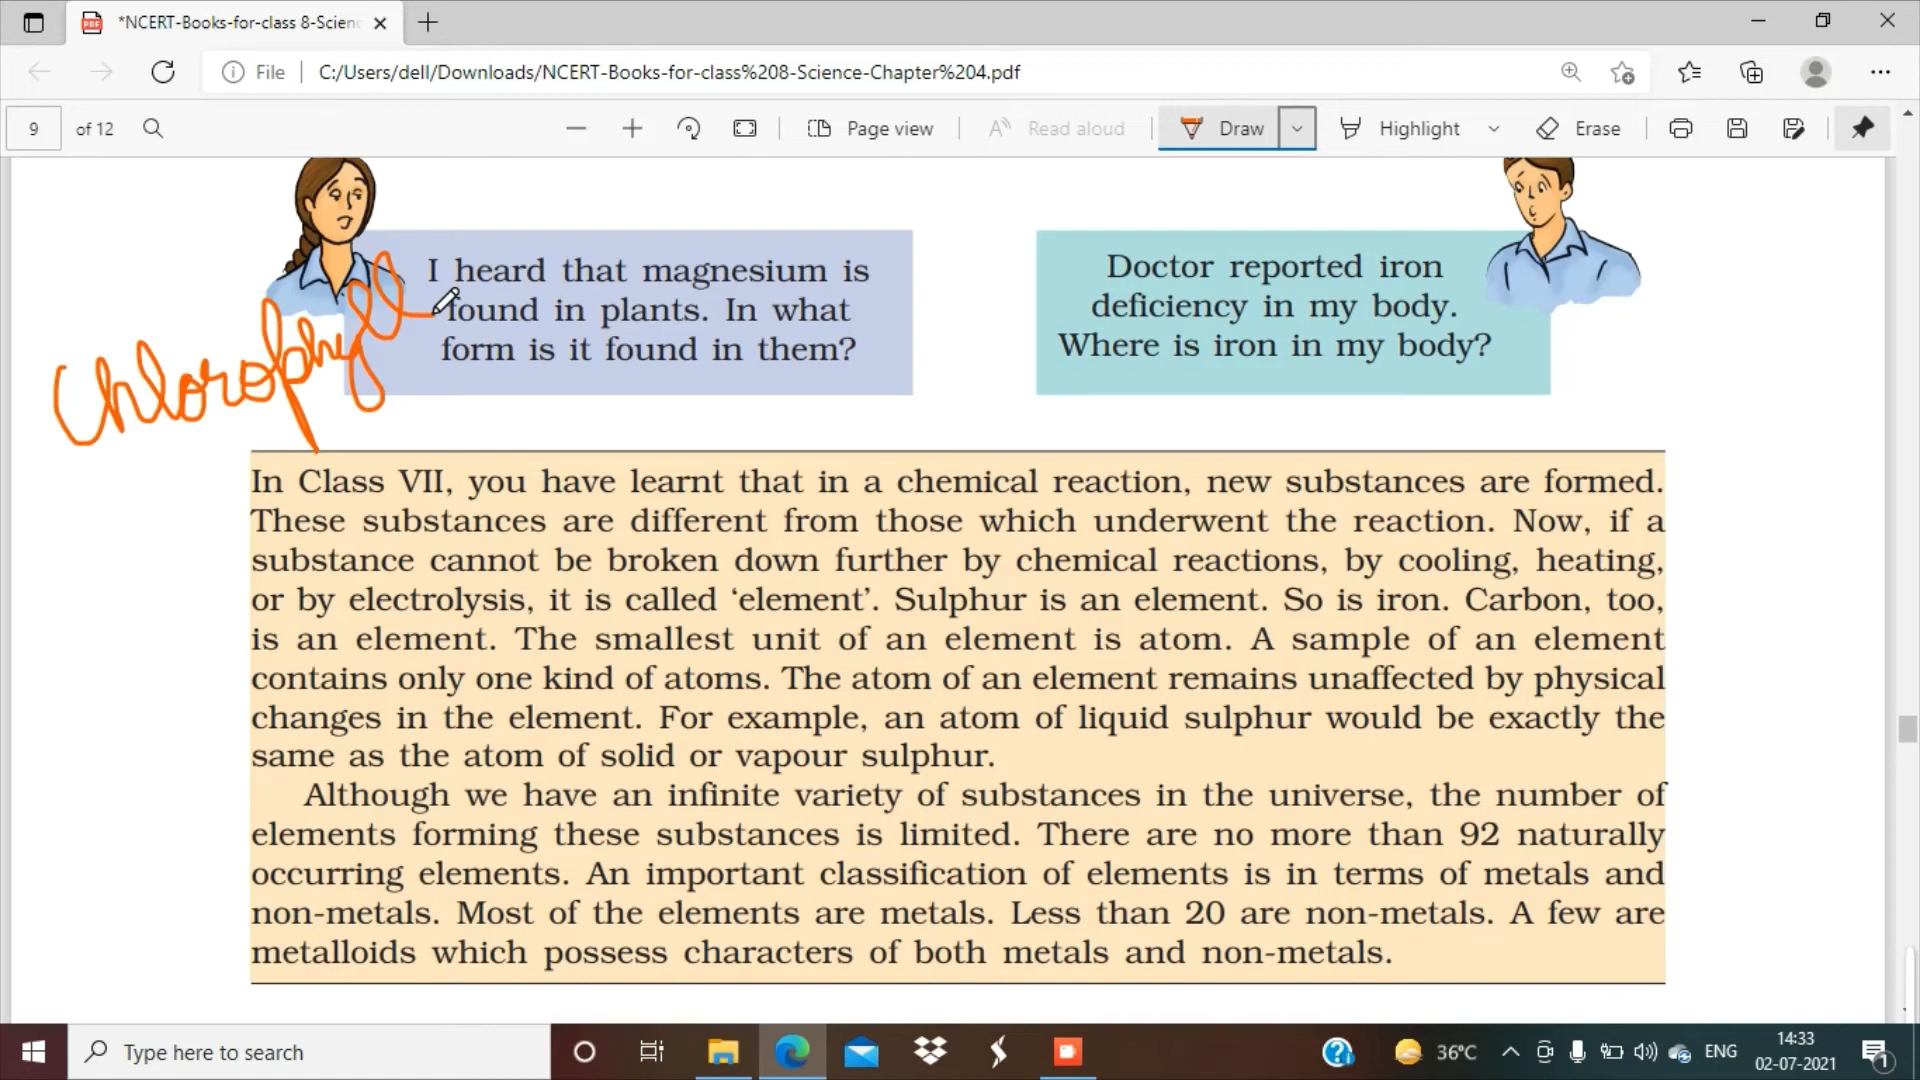 *NCERT-Books-for-class 8-Scien
File
C:/Users/dell/Downloads/NCERT-Books-for-class%208-Science-Chapter%204.pdf
9 of 12
Page view
Read aloud
Draw
Highlight
Erase
I heard that magnesium is
found in plants. In what
form is it found in them?
Doctor reported iron
deficiency in my body.
Where is iron in my body?
Chlorophyll
In Class VII, you have learnt that in a chemical reaction, new substances are formed.
These substances are different from those which underwent the reaction. Now, if a
substance cannot be broken down further by chemical reactions, by cooling, heating,
or by electrolysis, it is called ‘element’. Sulphur is an element. So is iron. Carbon, too,
is an element. The smallest unit of an element is atom. A sample of an element
contains only one kind of atoms. The atom of an element remains unaffected by physical
changes in the element. For example, an atom of liquid sulphur would be exactly the
same as the atom of solid or vapour sulphur.
Although we have an infinite variety of substances in the universe, the number of
elements forming these substances is limited. There are no more than 92 naturally
occurring elements. An important classification of elements is in terms of metals and
non-metals. Most of the elements are metals. Less than 20 are non-metals. A few are
metalloids which possess characters of both metals and non-metals.
Type here to search
36°C
ENG
14:33
02-07-2021
1